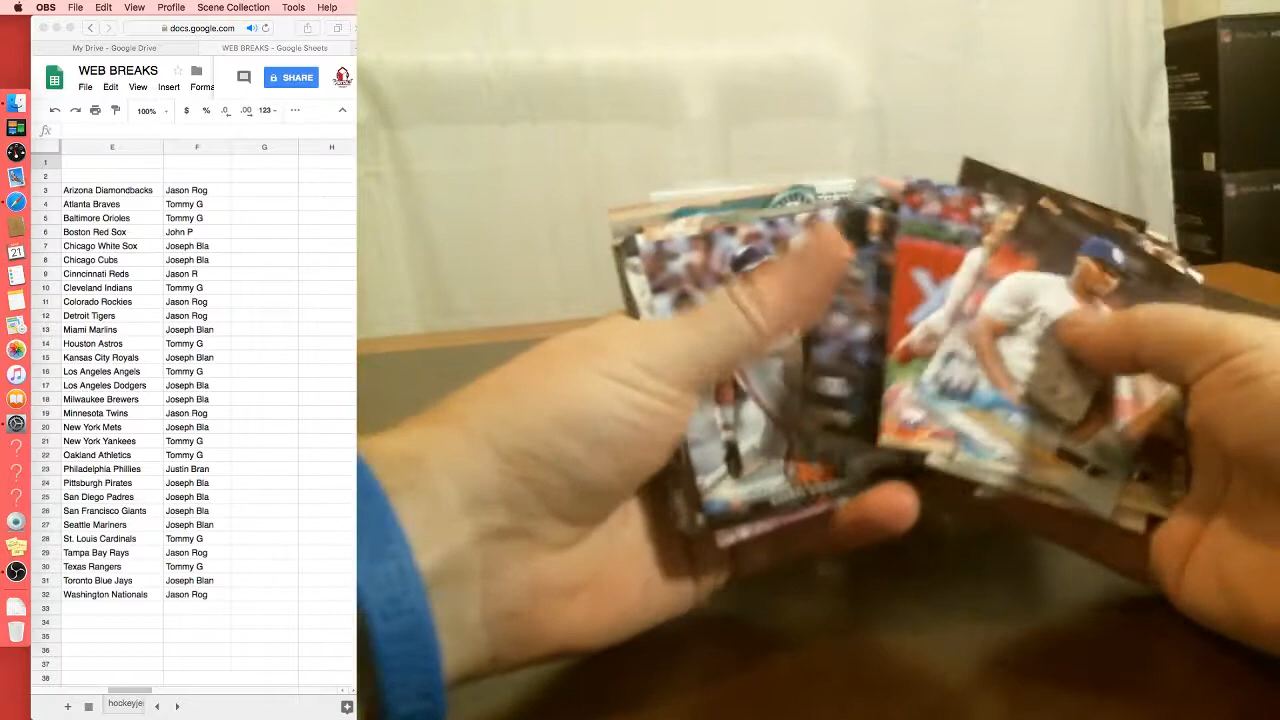 OBS File Edit View Profile Scene Collection Tools Help
docs.google.com
My Drive - Google Drive WEB BREAKS - Google Sheets
WEB BREAKS
SHARE
File Edit View Insert Forma
100% $ % .0 .00 123 ...
fx
E F G H
1
2
3 Arizona Diamondbacks Jason Rog
4 Atlanta Braves Tommy G
5 Baltimore Orioles Tommy G
6 Boston Red Sox John P
7 Chicago White Sox Joseph Bla
8 Chicago Cubs Joseph Bla
9 Cinncinnati Reds Jason R
10 Cleveland Indians Tommy G
11 Colorado Rockies Jason Rog
12 Detroit Tigers Jason Rog
13 Miami Marlins Joseph Blan
14 Houston Astros Tommy G
15 Kansas City Royals Joseph Blan
16 Los Angeles Angels Tommy G
17 Los Angeles Dodgers Joseph Bla
18 Milwaukee Brewers Joseph Bla
19 Minnesota Twins Jason Rog
20 New York Mets Joseph Bla
21 New York Yankees Tommy G
22 Oakland Athletics Tommy G
23 Philadelphia Phillies Justin Bran
24 Pittsburgh Pirates Joseph Bla
25 San Diego Padres Joseph Bla
26 San Francisco Giants Joseph Bla
27 Seattle Mariners Joseph Blan
28 St. Louis Cardinals Tommy G
29 Tampa Bay Rays Jason Rog
30 Texas Rangers Tommy G
31 Toronto Blue Jays Joseph Blan
32 Washington Nationals Jason Rog
33
34
35
36
37
38
hockeyje